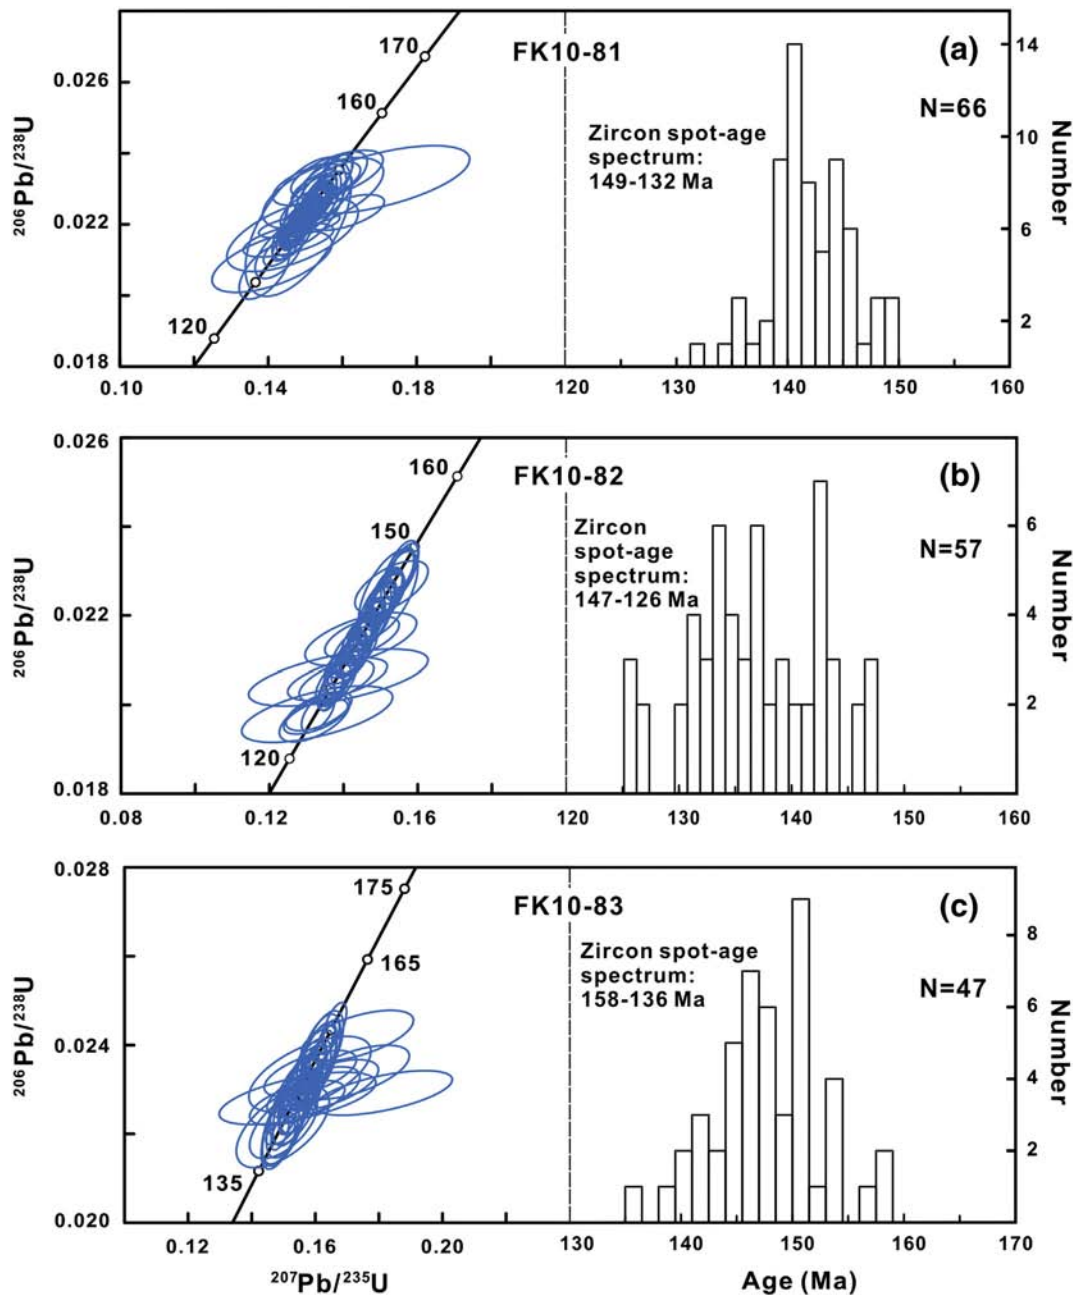 FK10-81
(a)
170
14
0.026
160
N=66
Zircon spot-age
spectrum:
149-132 Ma
10
206Pb/238U
0.022
Number
6
120
2
0.018
0.10
0.14
0.18
120
130
140
150
160
0.026
160
FK10-82
(b)
150
Zircon
spot-age
spectrum:
147-126 Ma
6
N=57
206Pb/238U
0.022
4
Number
2
120
0.018
0.08
0.12
0.16
120
130
140
150
160
0.028
175
FK10-83
(c)
8
165
Zircon spot-age
spectrum:
158-136 Ma
N=47
6
206Pb/238U
0.024
Number
4
135
2
0.020
0.12
0.16
0.20
130
140
150
160
170
207Pb/235U
Age (Ma)